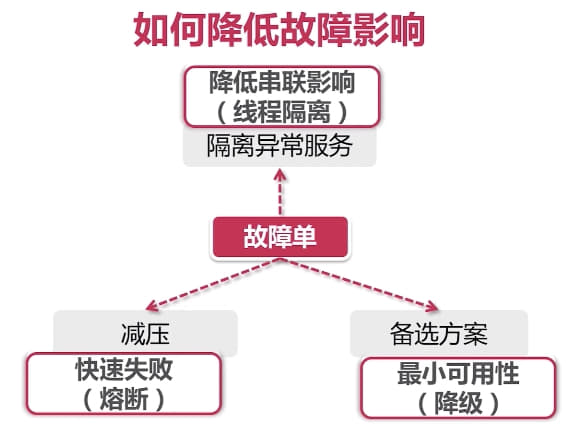 如何降低故障影响
降低串联影响
（线程隔离）
隔离异常服务
故障单
减压
快速失败
（熔断）
备选方案
最小可用性
（降级）